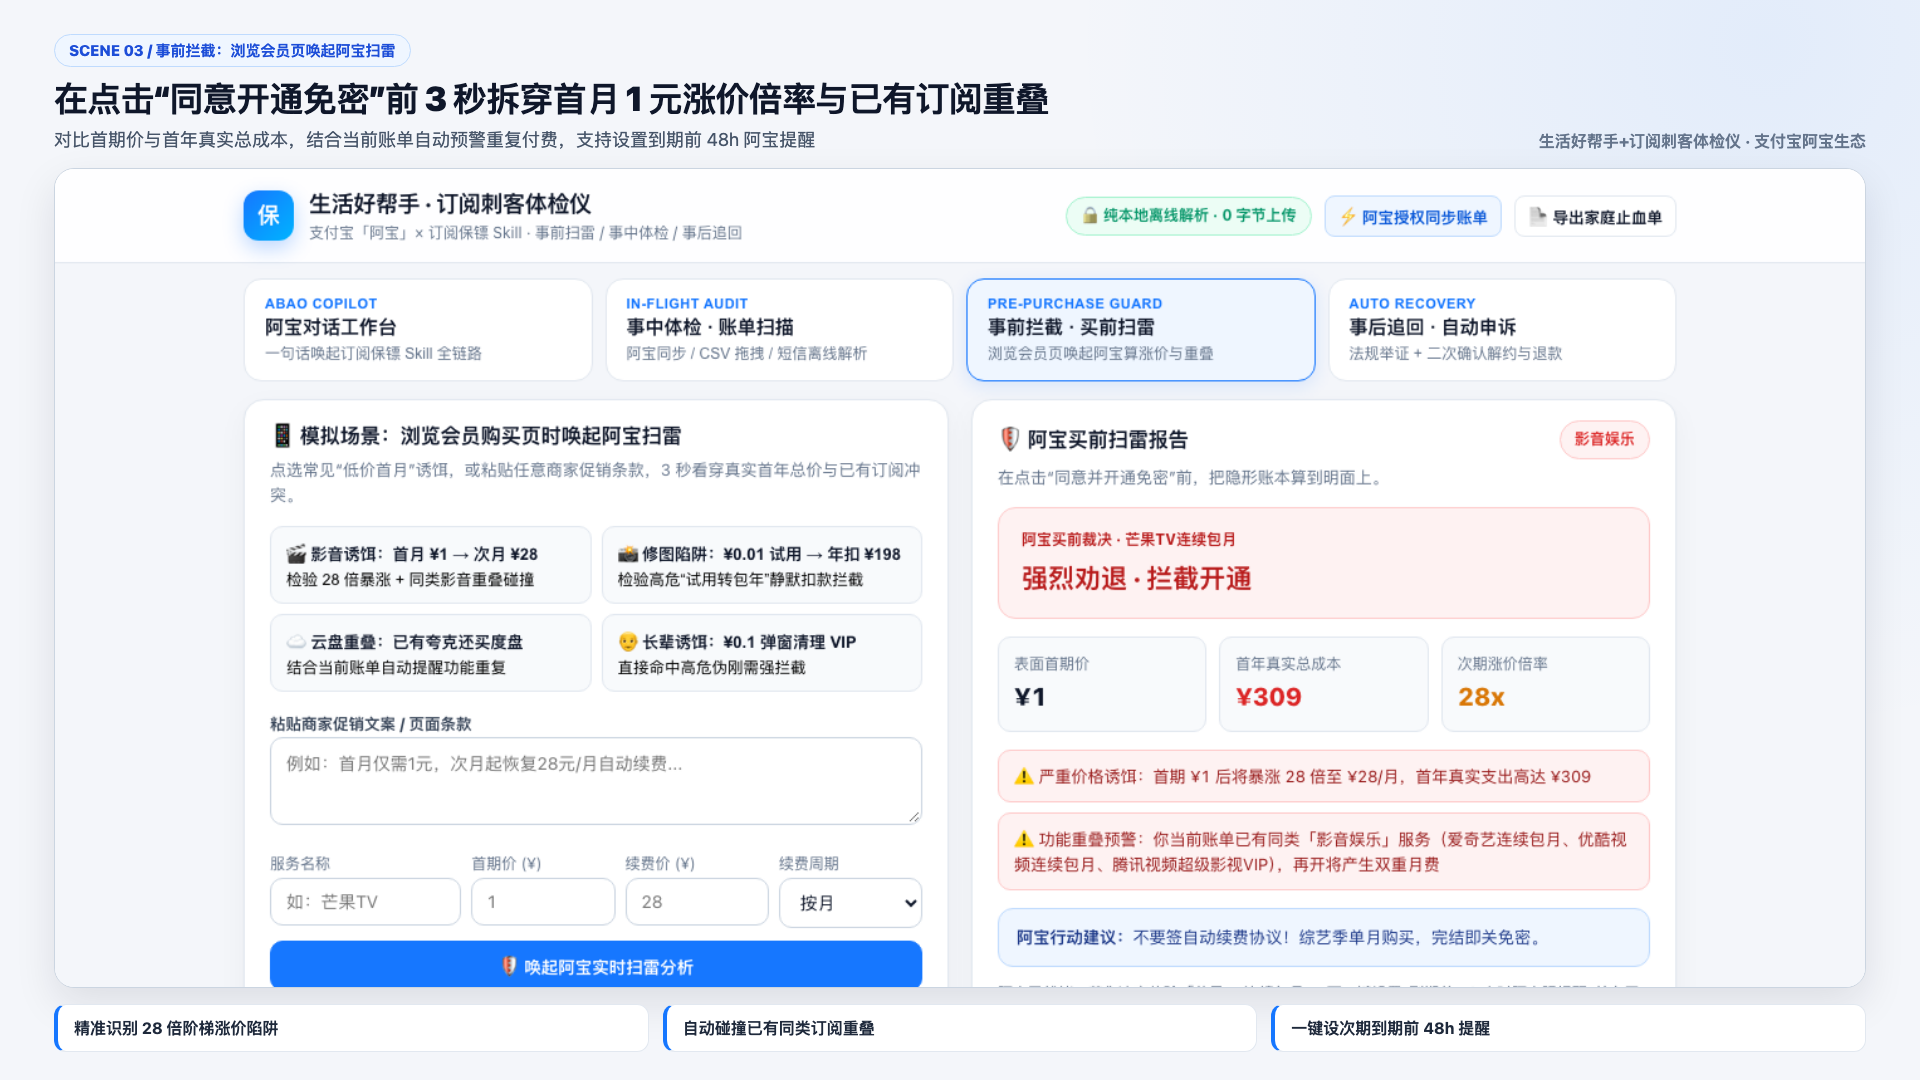 SCENE 03 / 事前拦截：浏览会员页唤起阿宝扫雷
在点击“同意开通免密”前 3 秒拆穿首月 1 元涨价倍率与已有订阅重叠
对比首期价与首年真实总成本，结合当前账单自动预警重复付费，支持设置到期前 48h 阿宝提醒
生活好帮手+订阅刺客体检仪 · 支付宝阿宝生态
保
生活好帮手 · 订阅刺客体检仪
支付宝「阿宝」× 订阅保镖 Skill · 事前扫雷 / 事中体检 / 事后追回
🔒 纯本地离线解析 · 0 字节上传
⚡ 阿宝授权同步账单
导出家庭止血单
ABAO COPILOT
阿宝对话工作台
一句话唤起订阅保镖 Skill 全链路
IN-FLIGHT AUDIT
事中体检 · 账单扫描
阿宝同步 / CSV 拖拽 / 短信离线解析
PRE-PURCHASE GUARD
事前拦截 · 买前扫雷
浏览会员页唤起阿宝算涨价与重叠
AUTO RECOVERY
事后追回 · 自动申诉
法规举证 + 二次确认解约与退款
模拟场景：浏览会员购买页时唤起阿宝扫雷
点选常见“低价首月”诱饵，或粘贴任意商家促销条款，3 秒看穿真实首年总价与已有订阅冲
突。
影音诱饵：首月 ¥1 → 次月 ¥28
检验 28 倍暴涨 + 同类影音重叠碰撞
修图陷阱：¥0.01 试用 → 年扣 ¥198
检验高危“试用转包年”静默扣款拦截
云盘重叠：已有夸克还买度盘
结合当前账单自动提醒功能重复
长辈诱饵：¥0.1 弹窗清理 VIP
直接命中高危伪刚需强拦截
粘贴商家促销文案 / 页面条款
例如：首月仅需1元，次月起恢复28元/月自动续费...
服务名称
首期价 (¥)
续费价 (¥)
续费周期
如：芒果TV
1
28
按月
唤起阿宝实时扫雷分析
阿宝买前扫雷报告
影音娱乐
在点击“同意并开通免密”前，把隐形账本算到明面上。
阿宝买前裁决 · 芒果TV连续包月
强烈劝退 · 拦截开通
表面首期价
¥1
首年真实总成本
¥309
次期涨价倍率
28x
⚠️ 严重价格诱饵：首期 ¥1 后将暴涨 28 倍至 ¥28/月，首年真实支出高达 ¥309
⚠️ 功能重叠预警：你当前账单已有同类「影音娱乐」服务（爱奇艺连续包月、优酷视
频连续包月、腾讯视频超级影视VIP），再开将产生双重月费
阿宝行动建议：不要签自动续费协议！综艺季单月购买，完结即关免密。
精准识别 28 倍阶梯涨价陷阱
自动碰撞已有同类订阅重叠
一键设次期到期前 48h 提醒